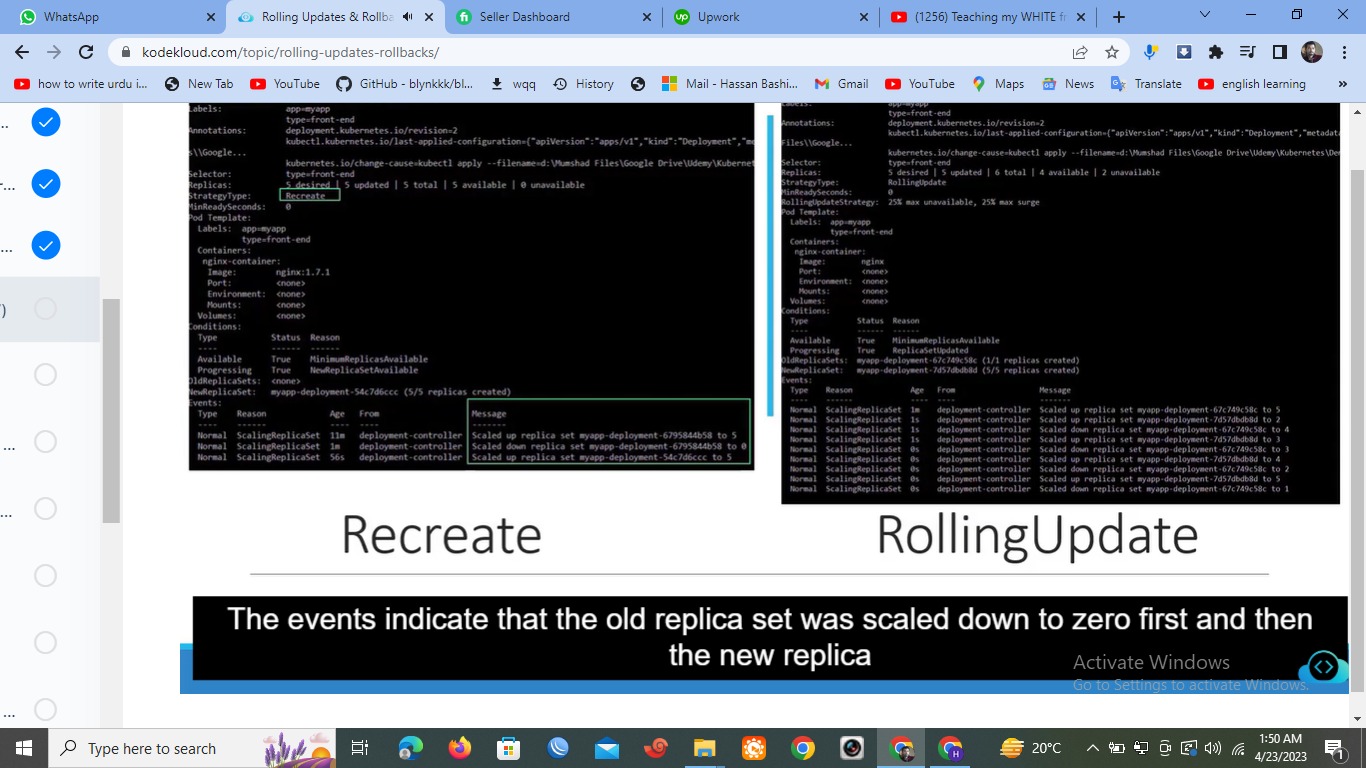 WhatsApp
Rolling Updates & Rollba
Seller Dashboard
Upwork
(1256) Teaching my WHITE fr
kodekloud.com/topic/rolling-updates-rollbacks/
how to write urdu i...
New Tab
YouTube
GitHub - blynkkk/bl...
wqq
History
Mail - Hassan Bashi...
Gmail
YouTube
Maps
News
Translate
english learning
»
Labels: app=myapp
type=front-end
Annotations: deployment.kubernetes.io/revision=2
kubectl.kubernetes.io/last-applied-configuration={"apiVersion":"apps/v1","kind":"Deployment","me
s\\Google...
kubernetes.io/change-cause=kubectl apply --filename=d:\Mumshad Files\Google Drive\Udemy\Kubernet
Selector: type=front-end
Replicas: 5 desired | 5 updated | 5 total | 5 available | 0 unavailable
StrategyType: Recreate
MinReadySeconds: 0
Pod Template:
Labels: app=myapp
type=front-end
Containers:
nginx-container:
Image: nginx:1.7.1
Port: <none>
Environment: <none>
Mounts: <none>
Volumes: <none>
Conditions:
Type Status Reason
---- ------ ------
Available True MinimumReplicasAvailable
Progressing True NewReplicaSetAvailable
OldReplicaSets: <none>
NewReplicaSet: myapp-deployment-54c7d6ccc (5/5 replicas created)
Events:
Type Reason Age From Message
---- ------ ---- ---- -------
Normal ScalingReplicaSet 11m deployment-controller Scaled up replica set myapp-deployment-6795844b58 to 5
Normal ScalingReplicaSet 1m deployment-controller Scaled down replica set myapp-deployment-6795844b58 to 0
Normal ScalingReplicaSet 56s deployment-controller Scaled up replica set myapp-deployment-54c7d6ccc to 5
Labels: app=myapp
type=front-end
Annotations: deployment.kubernetes.io/revision=2
kubectl.kubernetes.io/last-applied-configuration={"apiVersion":"apps/v1","kind":"Deployment","metada
Files\\Google...
kubernetes.io/change-cause=kubectl apply --filename=d:\Mumshad Files\Google Drive\Udemy\Kubernetes\De
Selector: type=front-end
Replicas: 5 desired | 5 updated | 6 total | 4 available | 2 unavailable
StrategyType: RollingUpdate
MinReadySeconds: 0
RollingUpdateStrategy: 25% max unavailable, 25% max surge
Pod Template:
Labels: app=myapp
type=front-end
Containers:
nginx-container:
Image: nginx
Port: <none>
Environment: <none>
Mounts: <none>
Volumes: <none>
Conditions:
Type Status Reason
---- ------ ------
Available True MinimumReplicasAvailable
Progressing True ReplicaSetUpdated
OldReplicaSets: myapp-deployment-67c749c58c (1/1 replicas created)
NewReplicaSet: myapp-deployment-7d57dbdb8d (5/5 replicas created)
Events:
Type Reason Age From Message
---- ------ ---- ---- -------
Normal ScalingReplicaSet 1m deployment-controller Scaled up replica set myapp-deployment-67c749c58c to 5
Normal ScalingReplicaSet 1s deployment-controller Scaled up replica set myapp-deployment-7d57dbdb8d to 2
Normal ScalingReplicaSet 1s deployment-controller Scaled down replica set myapp-deployment-67c749c58c to 4
Normal ScalingReplicaSet 1s deployment-controller Scaled up replica set myapp-deployment-7d57dbdb8d to 3
Normal ScalingReplicaSet 0s deployment-controller Scaled down replica set myapp-deployment-67c749c58c to 3
Normal ScalingReplicaSet 0s deployment-controller Scaled up replica set myapp-deployment-7d57dbdb8d to 4
Normal ScalingReplicaSet 0s deployment-controller Scaled down replica set myapp-deployment-67c749c58c to 2
Normal ScalingReplicaSet 0s deployment-controller Scaled up replica set myapp-deployment-7d57dbdb8d to 5
Normal ScalingReplicaSet 0s deployment-controller Scaled down replica set myapp-deployment-67c749c58c to 1
Recreate
RollingUpdate
The events indicate that the old replica set was scaled down to zero first and then
the new replica
Activate Windows
Go to Settings to activate Windows.
Type here to search
20°C
1:50 AM
4/23/2023
1